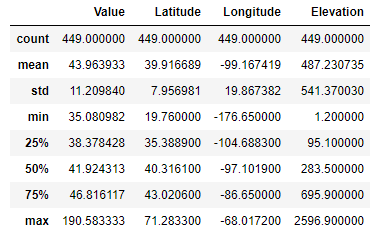 Value Latitude Longitude Elevation
count 449.000000 449.000000 449.000000 449.000000
mean 43.963933 39.916689 -99.167419 487.230735
std 11.209840 7.956981 19.867382 541.370030
min 35.080982 19.760000 -176.650000 1.200000
25% 38.378428 35.388900 -104.688300 95.100000
50% 41.924313 40.316100 -97.101900 283.500000
75% 46.816117 43.020600 -86.650000 695.900000
max 190.583333 71.283300 -68.017200 2596.900000